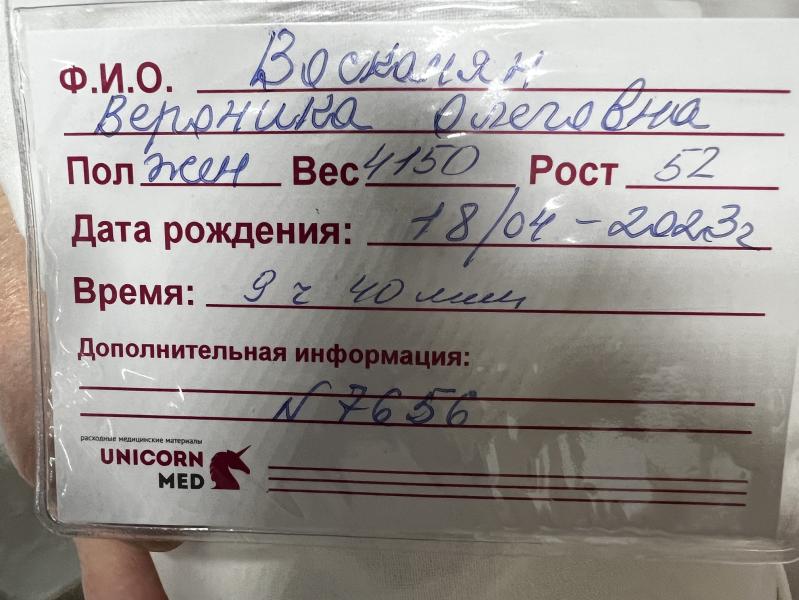 Ф.И.О. Воскалян
Вероника Олеговна
Пол жен Вес 4150 Рост 52
Дата рождения: 18/04-2023г
Время: 9 ч 40 мин
Дополнительная информация:
N 7656
расходные медицинские материалы
UNICORN
MED